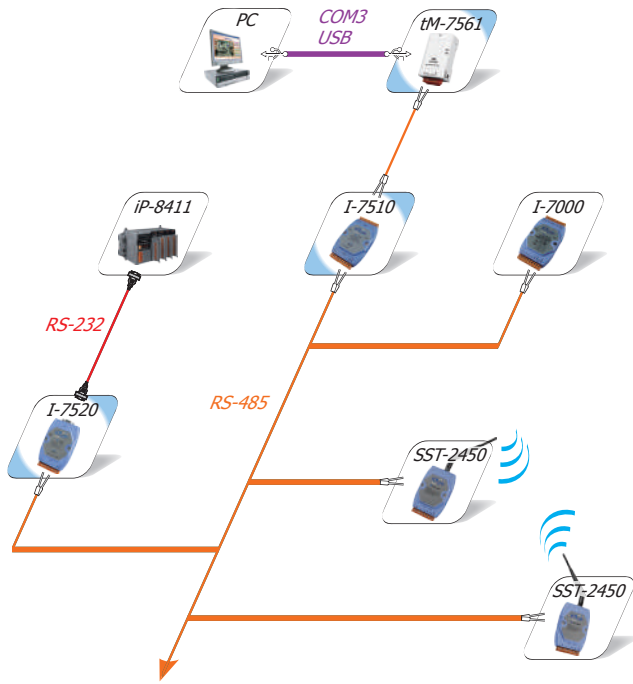 PC
COM3
USB
tM-7561
iP-8411
I-7510
I-7000
RS-232
RS-485
I-7520
SST-2450
SST-2450